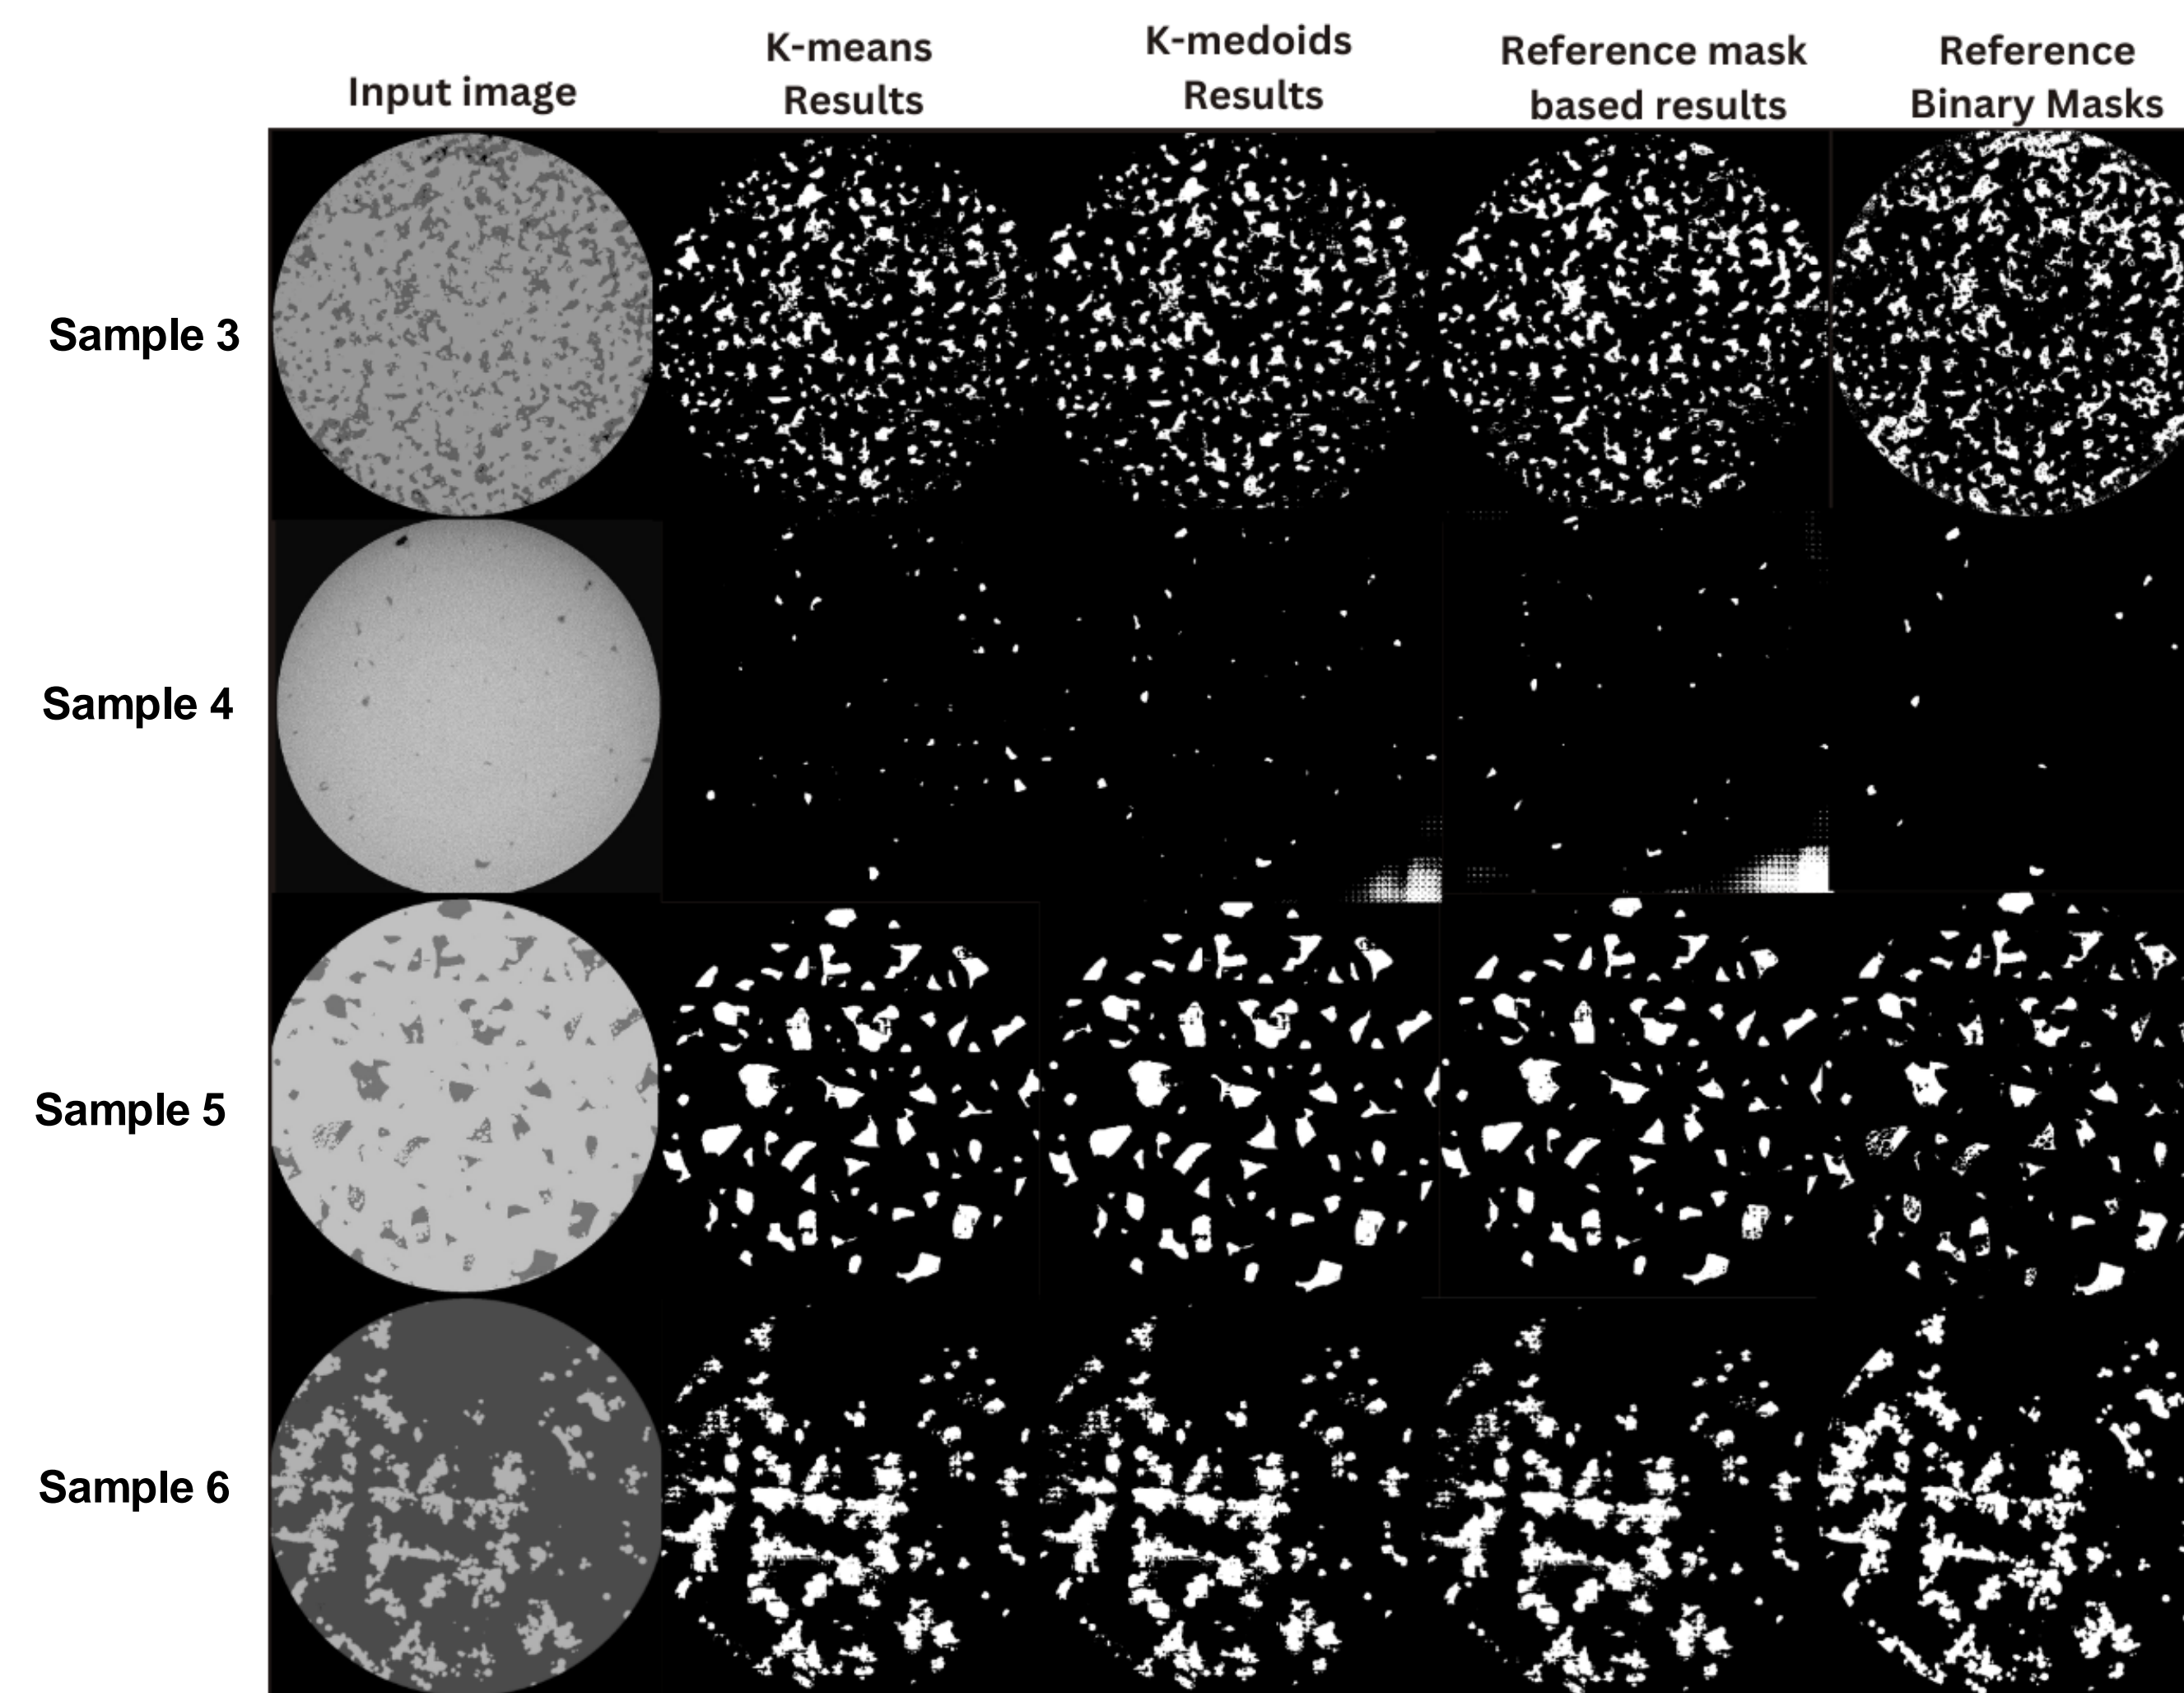 Input image
K-means
Results
K-medoids
Results
Reference mask
based results
Reference
Binary Masks
Sample 3
Sample 4
Sample 5
Sample 6